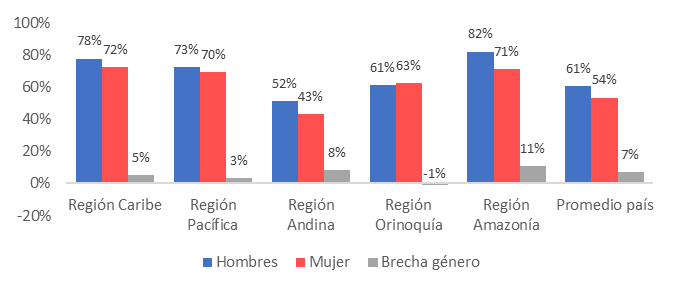 100%
80%
60%
40%
20%
0%
-20%
78%
72%
5%
73%
70%
3%
52%
43%
8%
61%
63%
-1%
82%
71%
11%
61%
54%
7%
Región Caribe
Región
Pacífica
Región
Andina
Región
Orinoquía
Región
Amazonía
Promedio país
Hombres
Mujer
Brecha género